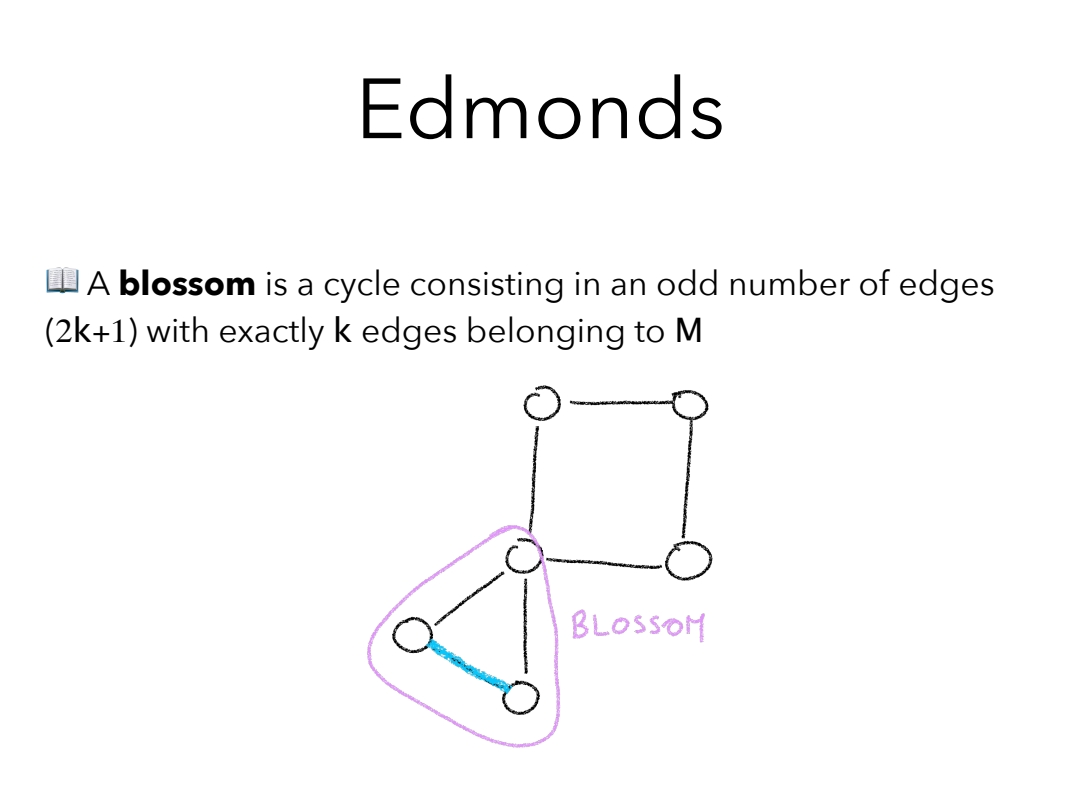 Edmonds
📖 A blossom is a cycle consisting in an odd number of edges
(2k+1) with exactly k edges belonging to M
BLOSSOM